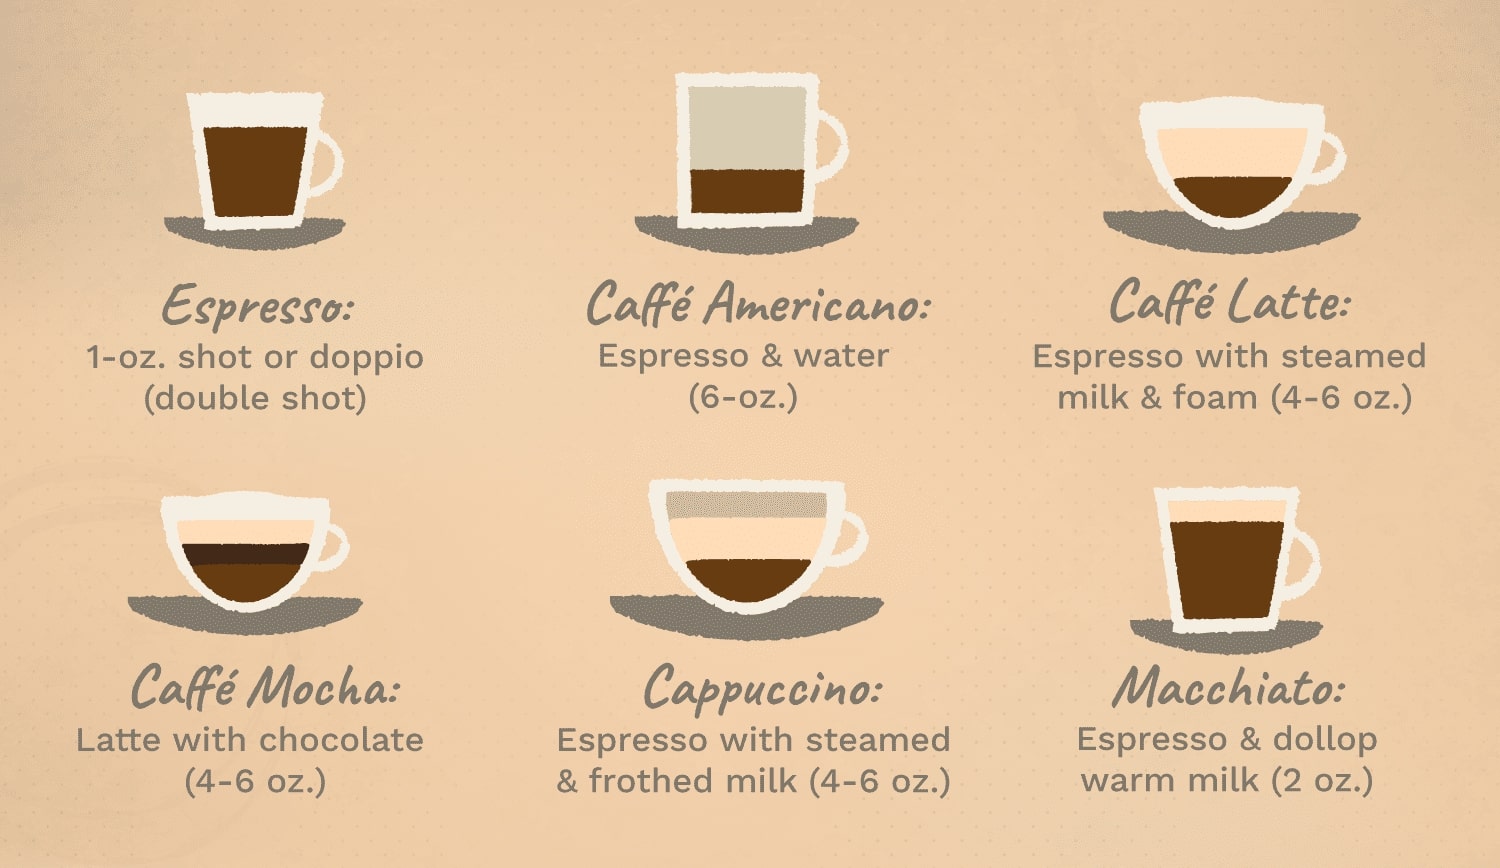 Espresso:
1-oz. shot or doppio
(double shot)
Caffé Americano:
Espresso & water
(6-oz.)
Caffé Latte:
Espresso with steamed
milk & foam (4-6 oz.)
Caffé Mocha:
Latte with chocolate
(4-6 oz.)
Cappuccino:
Espresso with steamed
& frothed milk (4-6 oz.)
Macchiato:
Espresso & dollop
warm milk (2 oz.)